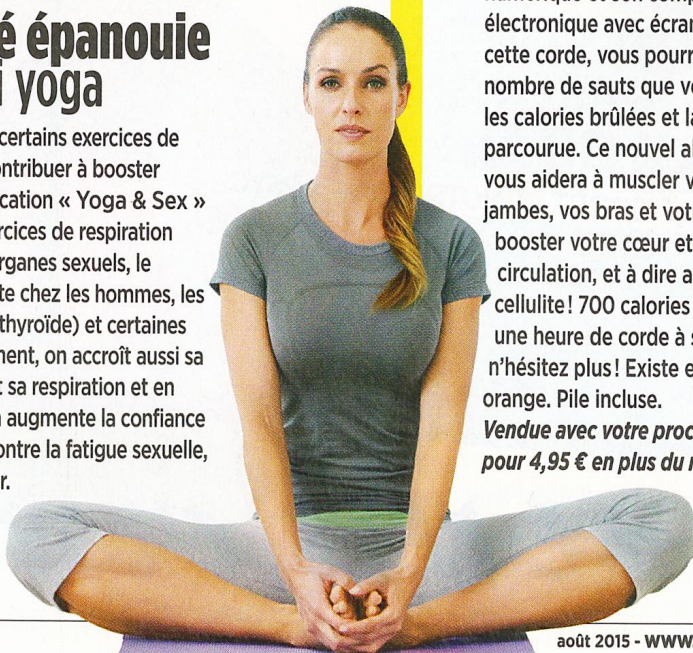 é épanouie
i yoga
certains exercices de
ntribuer à booster
cation « Yoga & Sex »
rcices de respiration
rganes sexuels, le
te chez les hommes, les
thyroïde) et certaines
nent, on accroît aussi sa
t sa respiration et en
augmente la confiance
ontre la fatigue sexuelle,
r.
électronique avec écran
cette corde, vous pourr
nombre de sauts que v
les calories brûlées et la
parcourue. Ce nouvel al
vous aidera à muscler v
jambes, vos bras et vot
booster votre cœur et
circulation, et à dire a
cellulite! 700 calories
une heure de corde à s
n'hésitez plus! Existe e
orange. Pile incluse.
Vendue avec votre proc
pour 4,95 € en plus du
août 2015 - WWW.